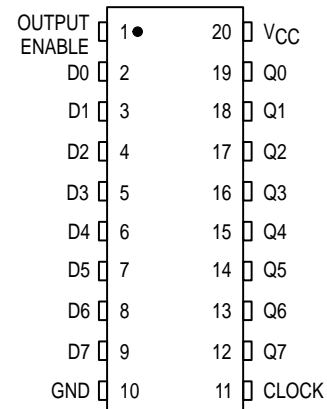 OUTPUT
ENABLE 1 20 VCC
D0 2 19 Q0
D1 3 18 Q1
D2 4 17 Q2
D3 5 16 Q3
D4 6 15 Q4
D5 7 14 Q5
D6 8 13 Q6
D7 9 12 Q7
GND 10 11 CLOCK